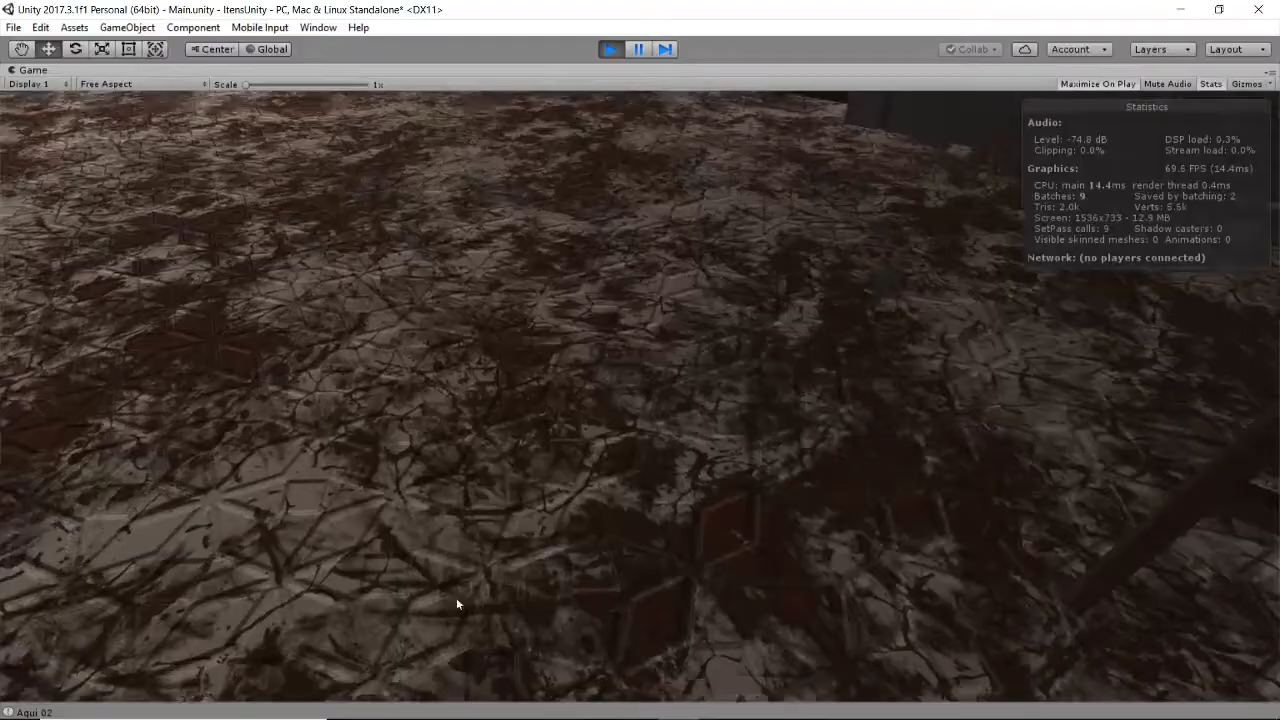 Unity 2017.3.1f1 Personal (64bit) - Main.unity - ItensUnity - PC, Mac & Linux Standalone* <DX11>
File Edit Assets GameObject Component Mobile Input Window Help
Center Global Collab Account Layers Layout
Game
Display 1 Free Aspect Scale 1x Maximize On Play Mute Audio Stats Gizmos
Statistics
Audio:
Level: -74.8 dB DSP load: 0.3%
Clipping: 0.0% Stream load: 0.0%
Graphics: 69.6 FPS (14.4ms)
CPU: main 14.4ms render thread 0.4ms
Batches: 9 Saved by batching: 2
Tris: 2.0k Verts: 5.5k
Screen: 1536x733 - 12.9 MB
SetPass calls: 9 Shadow casters: 0
Visible skinned meshes: 0 Animations: 0
Network: (no players connected)
Aqui 02